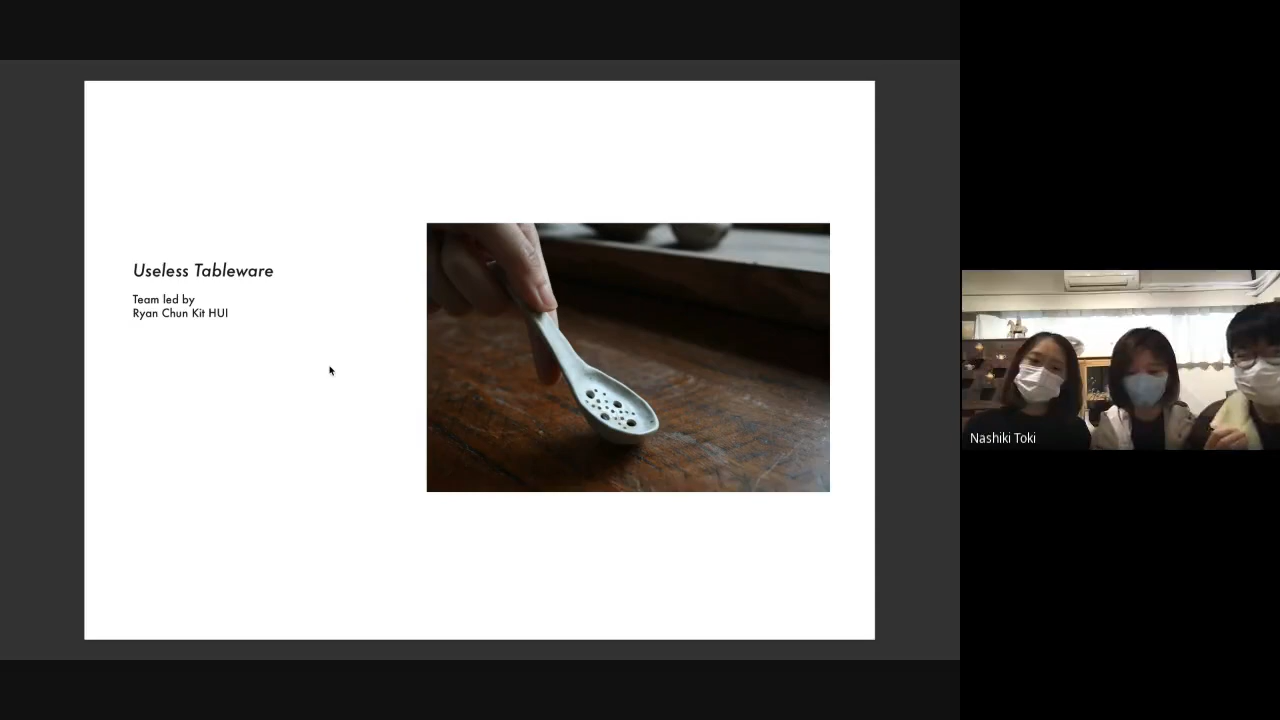 Useless Tableware
Team led by
Ryan Chun Kit HUI
Nashiki Toki